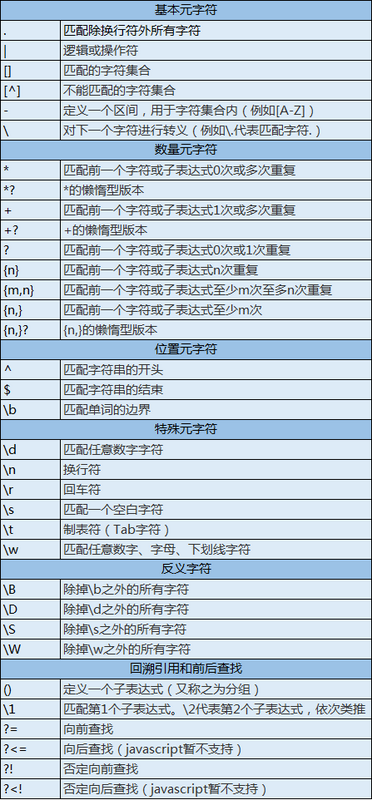 基本元字符
. 匹配除换行符外所有字符
| 逻辑或操作符
[] 匹配的字符集合
[^] 不能匹配的字符集合
- 定义一个区间，用于字符集合内（例如[A-Z]）
\ 对下一个字符进行转义（例如\.代表匹配字符.）
数量元字符
* 匹配前一个字符或子表达式0次或多次重复
*? *的懒惰型版本
+ 匹配前一个字符或子表达式1次或多次重复
+? +的懒惰型版本
? 匹配前一个字符或子表达式0次或1次重复
{n} 匹配前一个字符或子表达式n次重复
{m,n} 匹配前一个字符或子表达式至少m次至多n次重复
{n,} 匹配前一个字符或子表达式至少m次
{n,}? {n,}的懒惰型版本
位置元字符
^ 匹配字符串的开头
$ 匹配字符串的结束
\b 匹配单词的边界
特殊元字符
\d 匹配任意数字字符
\n 换行符
\r 回车符
\s 匹配一个空白字符
\t 制表符（Tab字符）
\w 匹配任意数字、字母、下划线字符
反义字符
\B 除掉\b之外的所有字符
\D 除掉\d之外的所有字符
\S 除掉\s之外的所有字符
\W 除掉\w之外的所有字符
回溯引用和前后查找
() 定义一个子表达式（又称之为分组）
\1 匹配第1个子表达式。\2代表第2个子表达式，依次类推
?= 向前查找
?<= 向后查找（javascript暂不支持）
?! 否定向前查找
?<! 否定向后查找（javascript暂不支持）